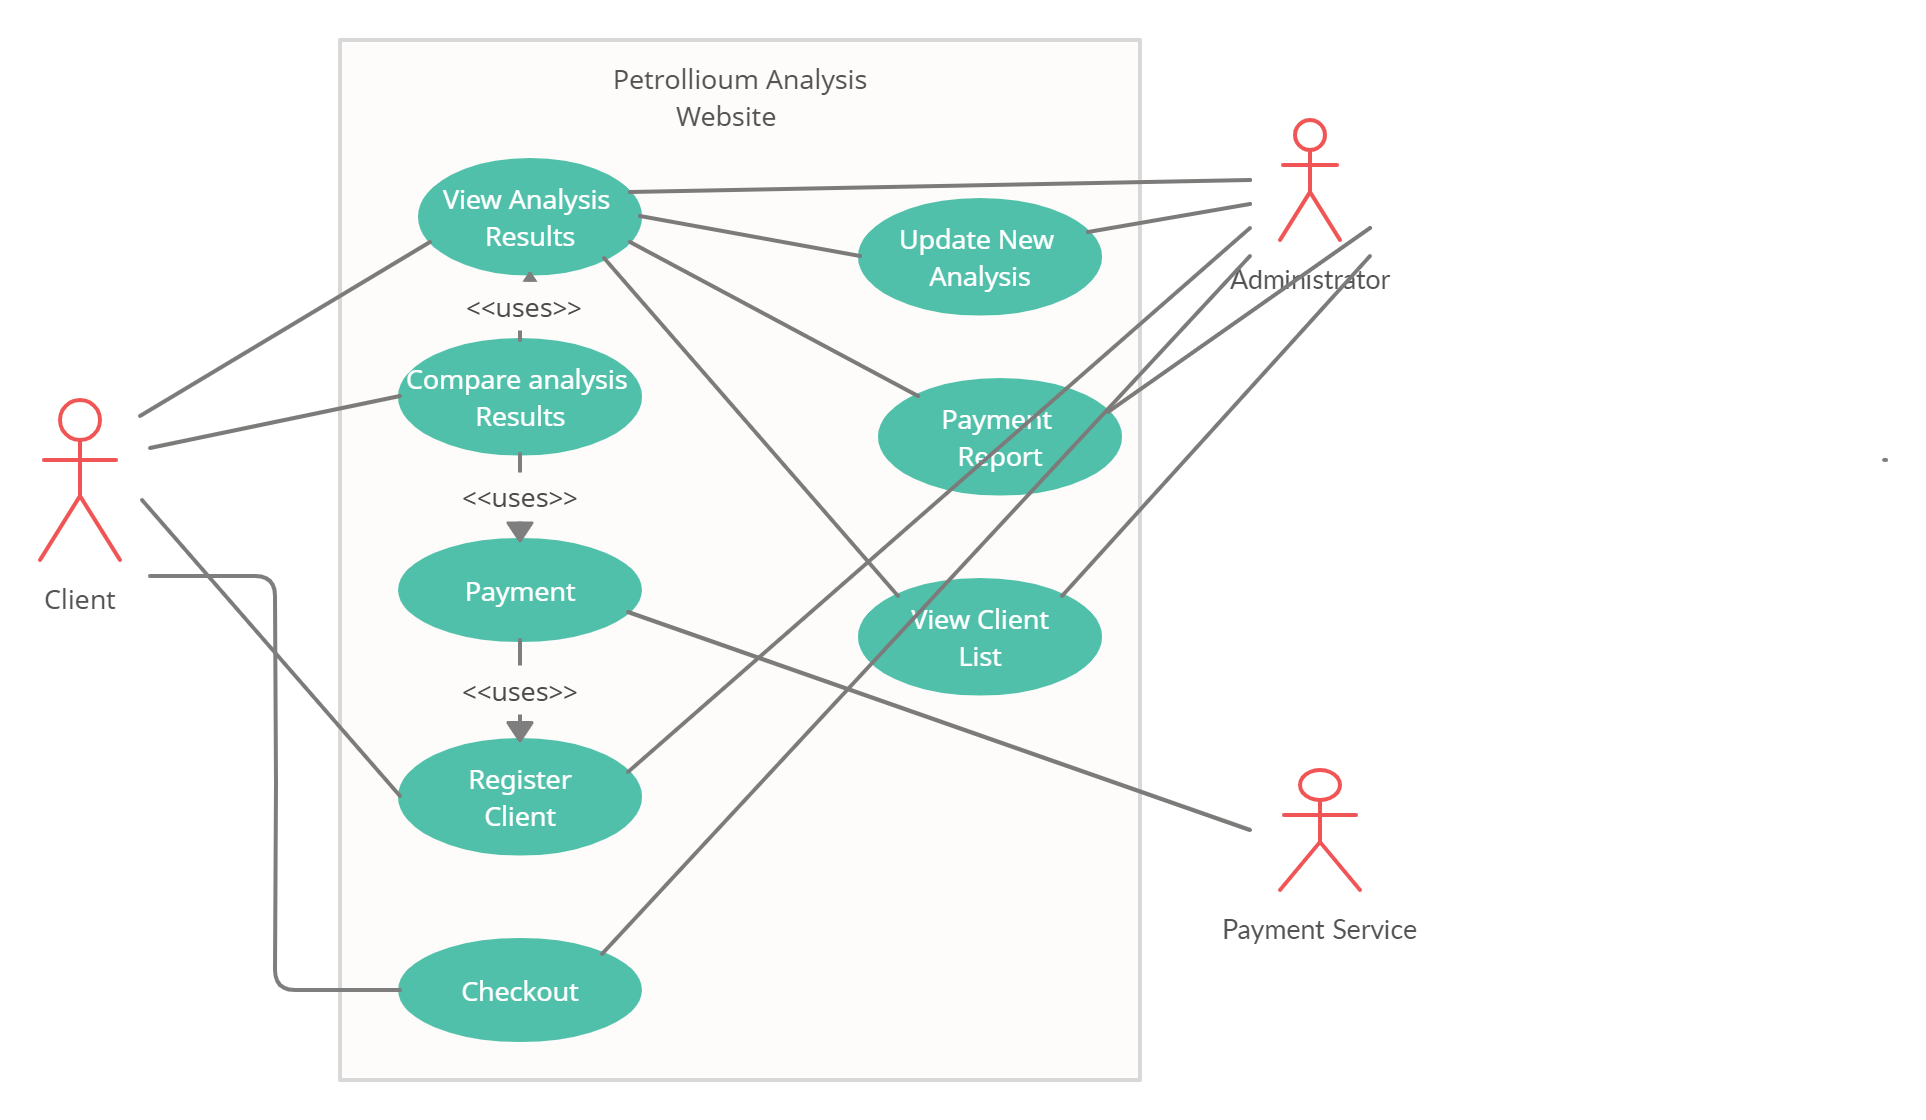 Petrollioum Analysis
Website
View Analysis
Results
Update New
Analysis
Administrator
<<uses>>
Compare analysis
Results
Payment
Report
<<uses>>
Client
Payment
View Client
List
<<uses>>
Register
Client
Payment Service
Checkout